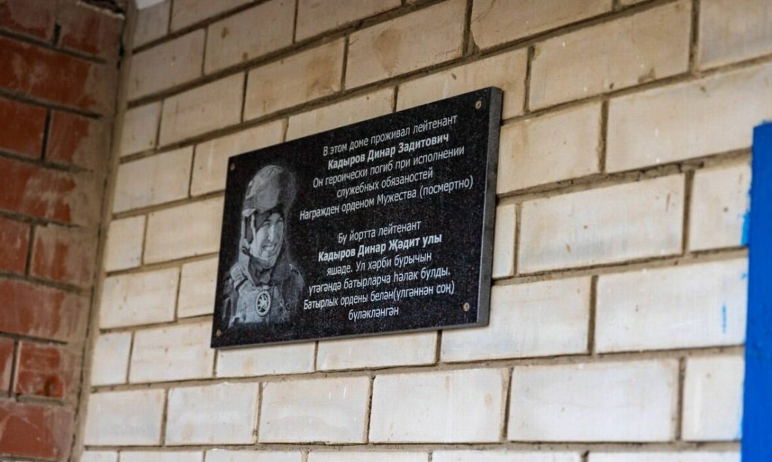 В этом доме проживал лейтенант
Кадыров Динар Задитович
Он героически погиб при исполнении
служебных обязаностей
Награжден орденом Мужества (посмертно)
Бу йортта лейтенант
Кадыров Динар Җәдит улы
яшәде. Ул хәрби бурычын
үтәгәндә батырларча һәлак булды.
Батырлык ордены белән(үлгәннән соң)
бүләкләнгән